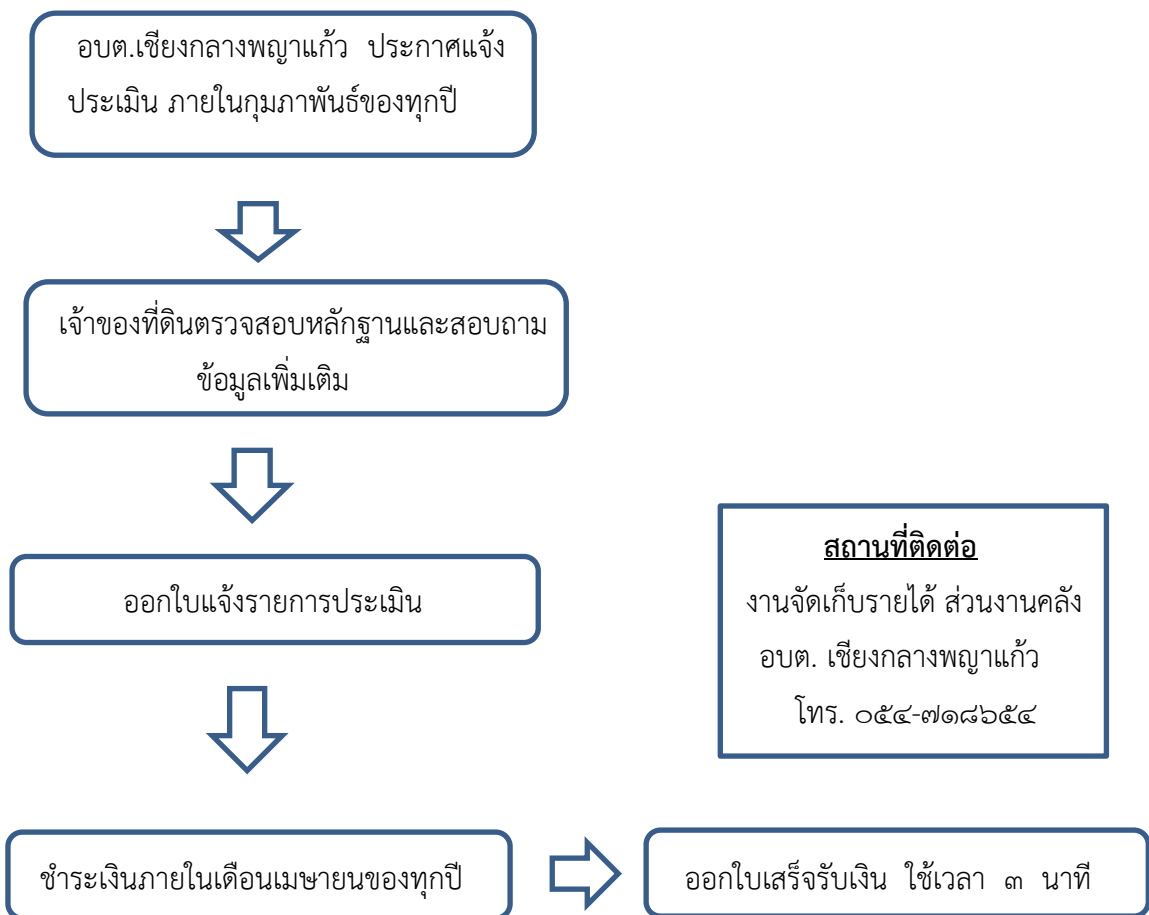 อบต.เชียงกลางพญาแก้ว ประกาศแจ้ง
ประเมิน ภายในกุมภาพันธ์ของทุกปี
เจ้าของที่ดินตรวจสอบหลักฐานและสอบถาม
ข้อมูลเพิ่มเติม
ออกใบแจ้งรายการประเมิน
สถานที่ติดต่อ
งานจัดเก็บรายได้ ส่วนงานคลัง
อบต. เชียงกลางพญาแก้ว
โทร. ๐๕๔-๗๑๘๖๕๔
ชำระเงินภายในเดือนเมษายนของทุกปี
ออกใบเสร็จรับเงิน ใช้เวลา ๓ นาที